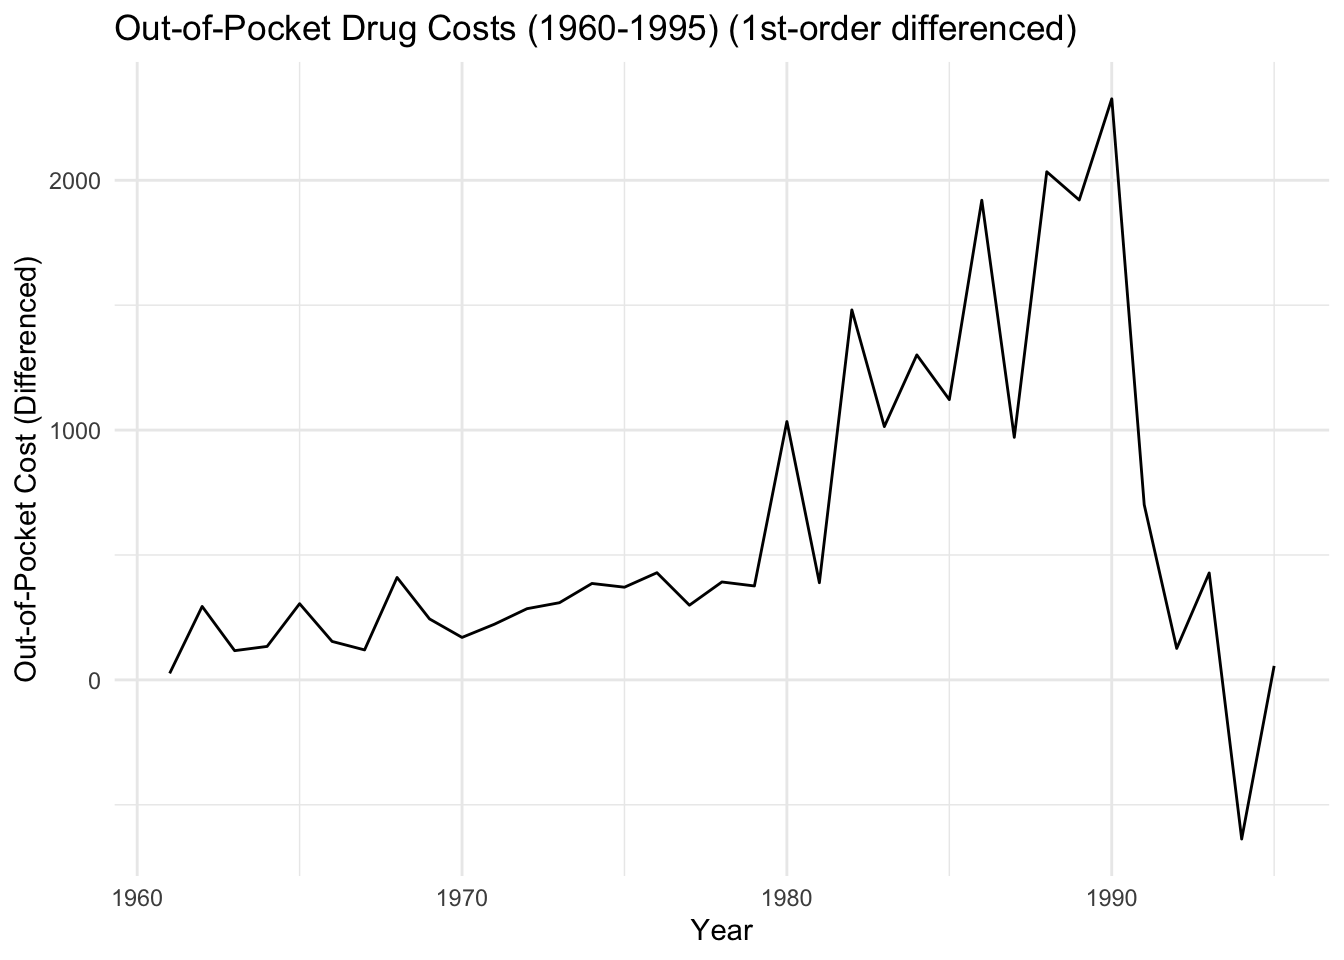 Out-of-Pocket Drug Costs (1960-1995) (1st-order differenced)
Out-of-Pocket Cost (Differenced)
2000
1000
0
1960 1970 1980 1990
Year